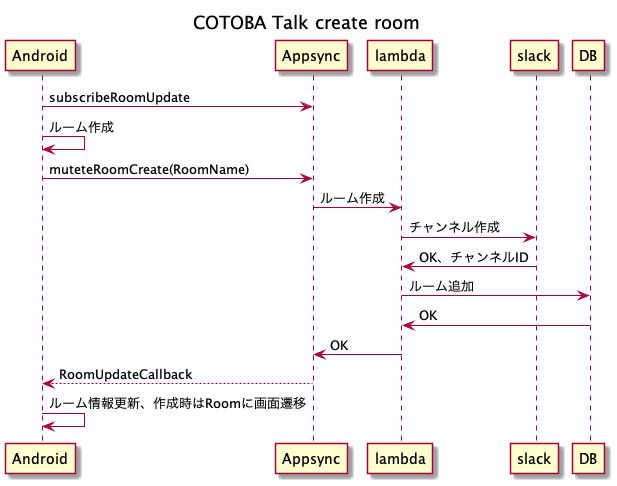 COTOBA Talk create room
Android Appsync lambda slack DB
subscribeRoomUpdate
ルーム作成
muteteRoomCreate(RoomName)
ルーム作成
チャンネル作成
OK、チャンネルID
ルーム追加
OK
OK
RoomUpdateCallback
ルーム情報更新、作成時はRoomに画面遷移
Android Appsync lambda slack DB